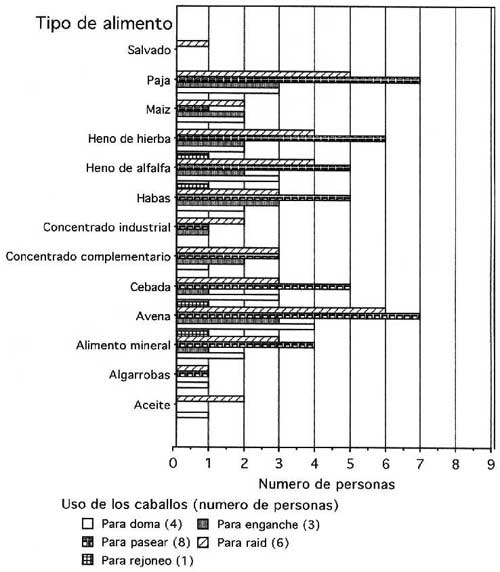 Tipo de alimento
Salvado
Paja
Maiz
Heno de hierba
Heno de alfalfa
Habas
Concentrado industrial
Concentrado complementario
Cebada
Avena
Alimento mineral
Algarrobas
Aceite
0 1 2 3 4 5 6 7 8 9
Numero de personas
Uso de los caballos (numero de personas)
Para doma (4) Para enganche (3)
Para pasear (8) Para raid (6)
Para rejoneo (1)